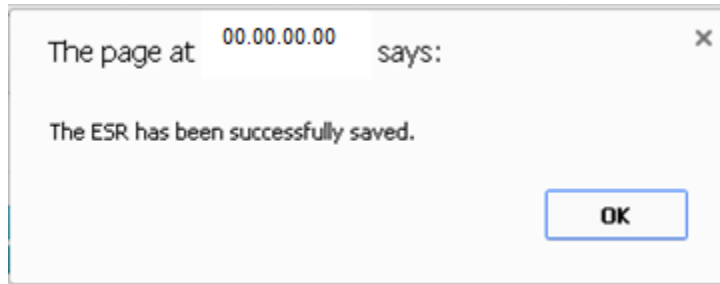 The page at 00.00.00.00 says:
The ESR has been successfully saved.
OK